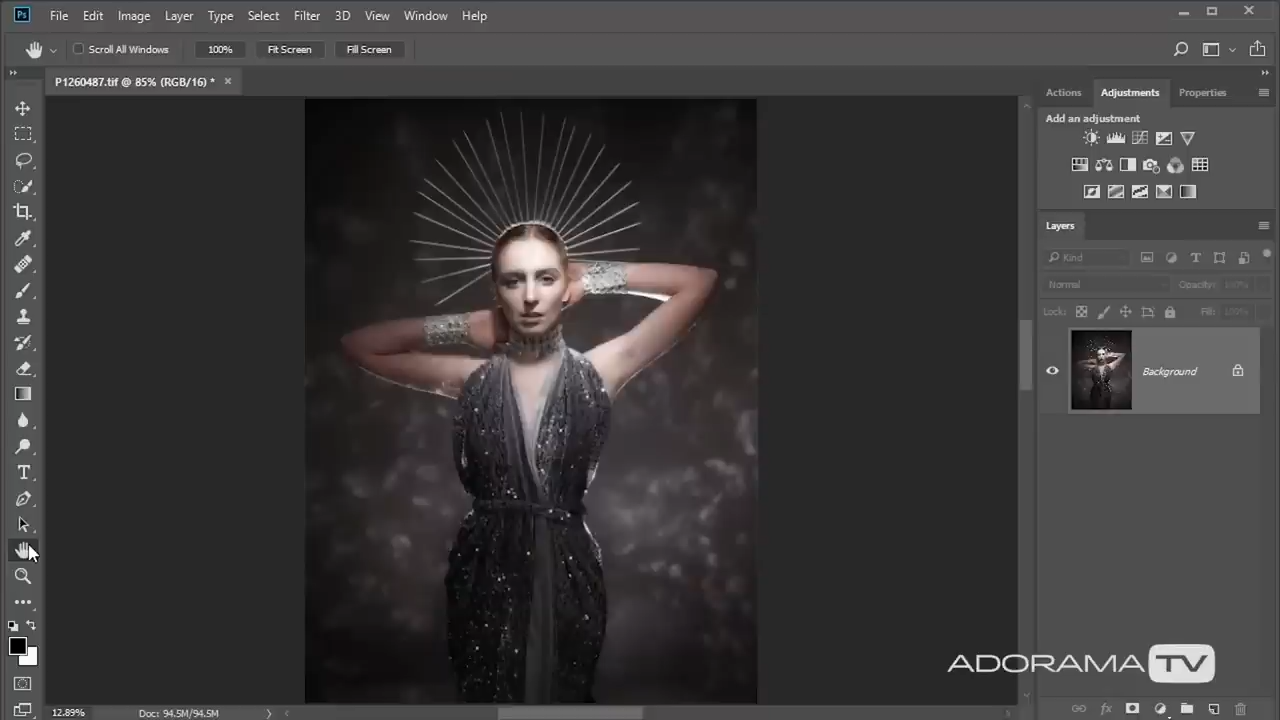 Ps File Edit Image Layer Type Select Filter 3D View Window Help
Scroll All Windows 100% Fit Screen Fill Screen
P1260487.tif @ 85% (RGB/16) *
Actions Adjustments Properties
Add an adjustment
Layers
Kind
Normal Opacity: 100%
Lock: Fill: 100%
Background
ADORAMA TV
12.89% Doc: 94.5M/94.5M